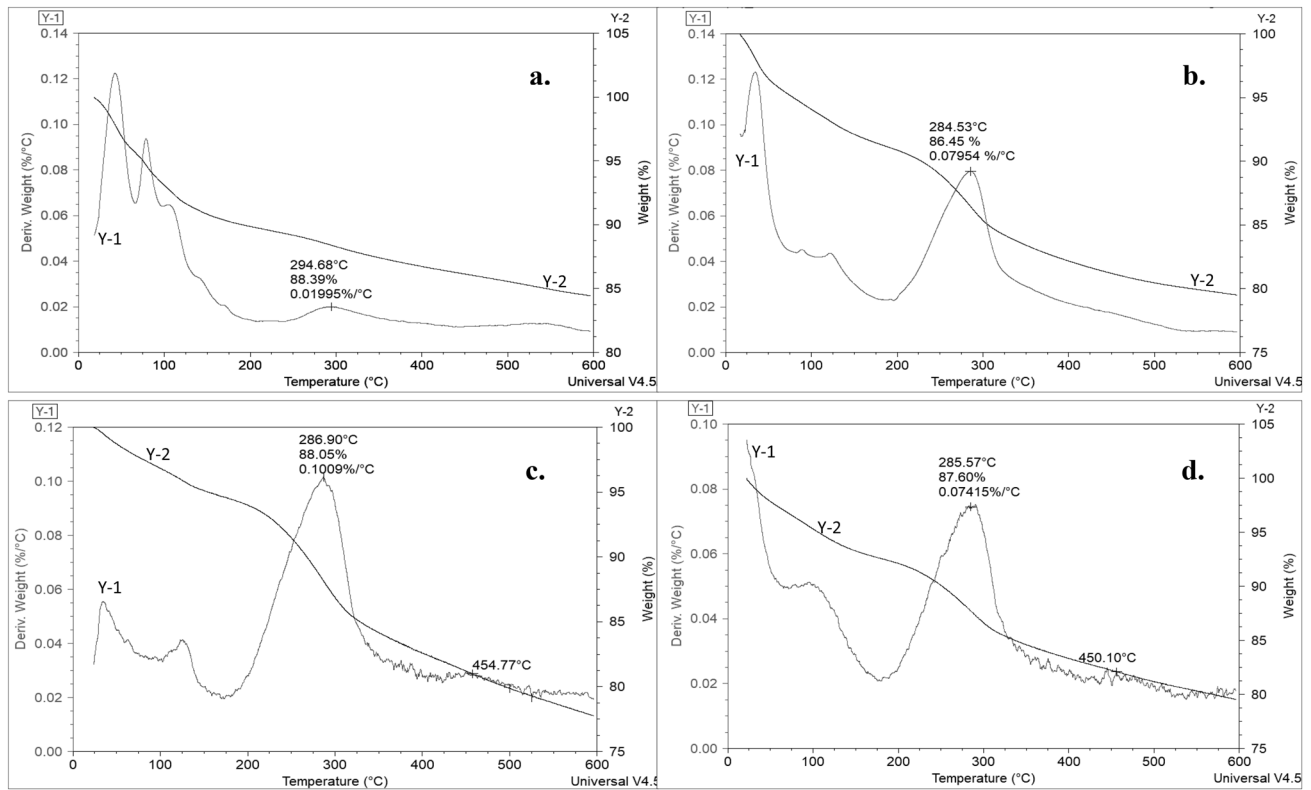 Y-1
Y-2
0.14
0.12
0.10
0.08
0.06
0.04
0.02
0.00
Deriv. Weight (%/°C)
105
100
95
90
85
80
Weight (%)
a.
Y-1
294.68°C
88.39%
0.01995%/°C
Y-2
0
100
200
300
400
500
600
Temperature (°C)
Universal V4.5
Y-1
Y-2
0.14
0.12
0.10
0.08
0.06
0.04
0.02
0.00
Deriv. Weight (%/°C)
100
95
90
85
80
75
Weight (%)
b.
Y-1
284.53°C
86.45 %
0.07954 %/°C
Y-2
0
100
200
300
400
500
600
Temperature (°C)
Universal V4.5
Y-1
Y-2
0.12
0.10
0.08
0.06
0.04
0.02
0.00
Deriv. Weight (%/°C)
100
95
90
85
80
75
Weight (%)
Y-2
286.90°C
88.05%
0.1009%/°C
c.
Y-1
454.77°C
0
100
200
300
400
500
600
Temperature (°C)
Universal V4.5
Y-1
Y-2
0.10
0.08
0.06
0.04
0.02
0.00
Deriv. Weight (%/°C)
105
100
95
90
85
80
75
Weight (%)
Y-1
285.57°C
87.60%
0.07415%/°C
d.
Y-2
450.10°C
0
100
200
300
400
500
600
Temperature (°C)
Universal V4.5